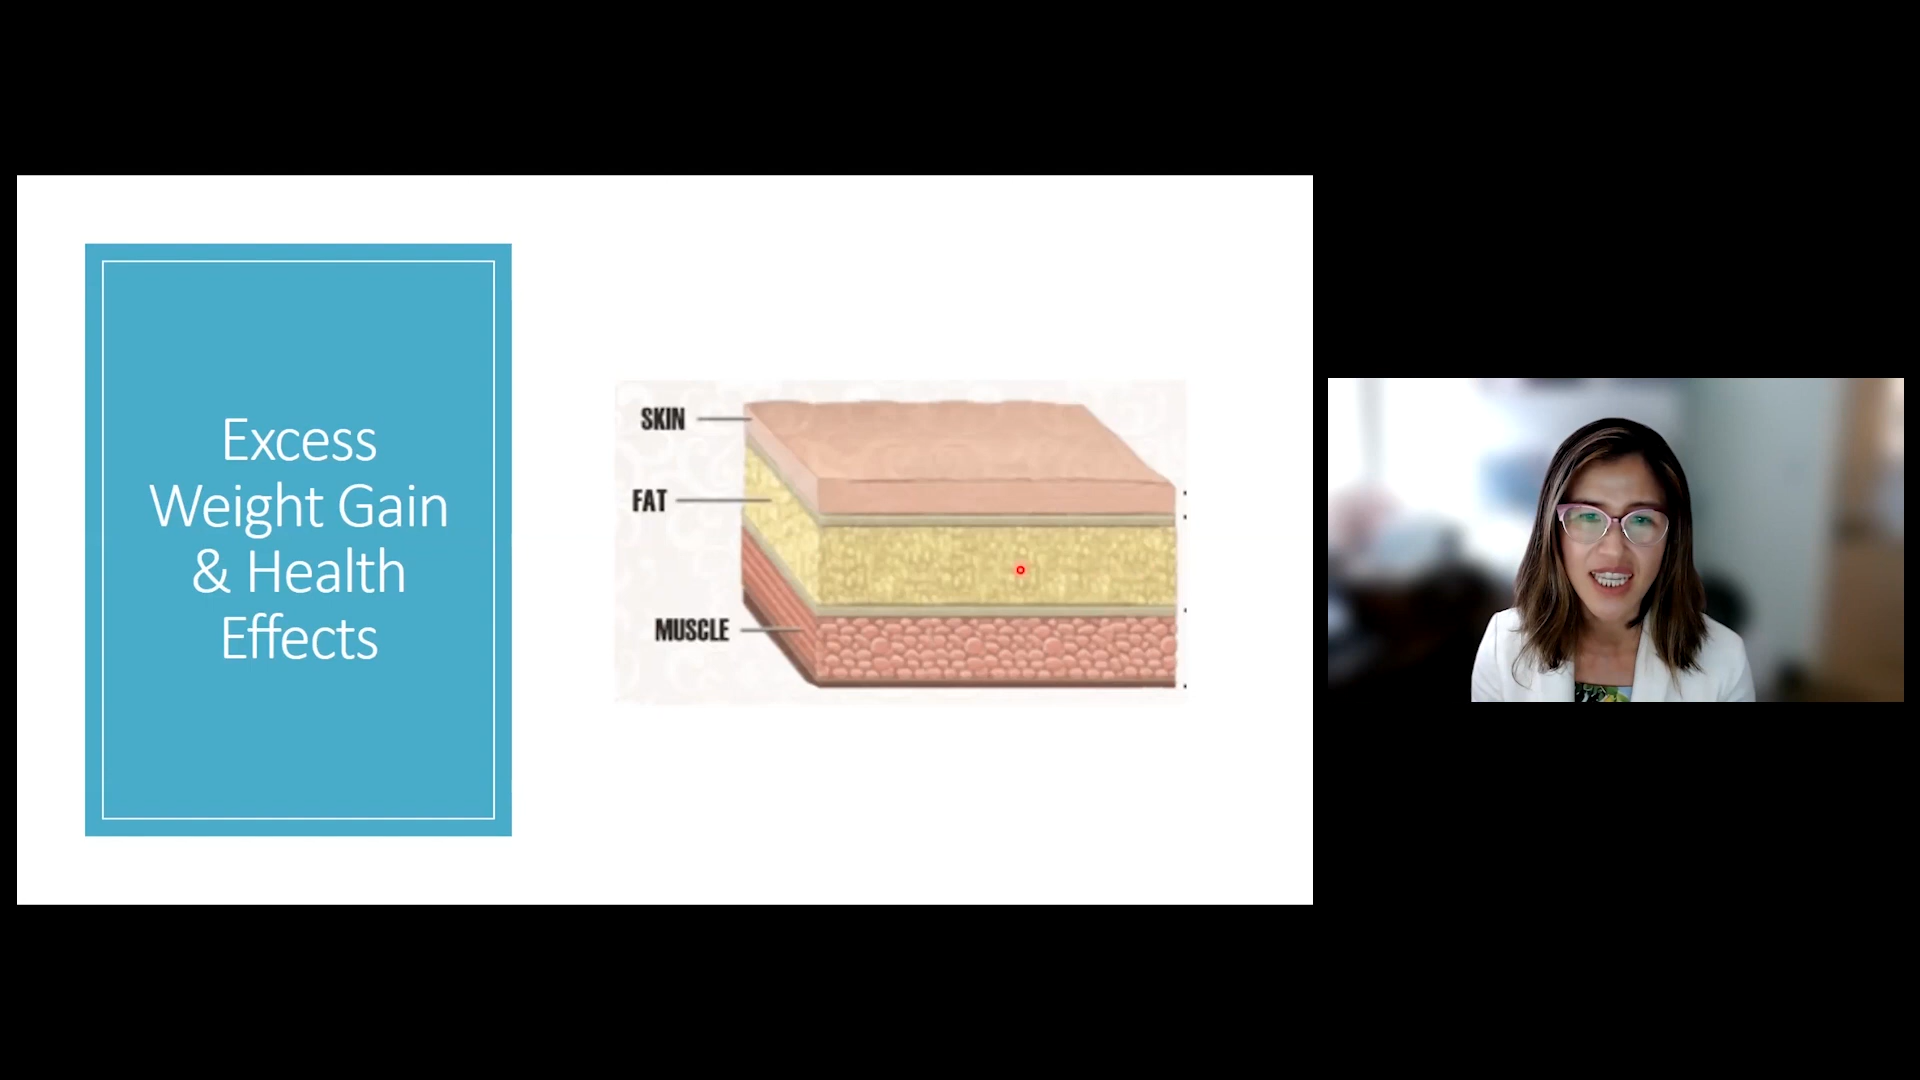 Excess
Weight Gain
& Health
Effects
SKIN
FAT
MUSCLE